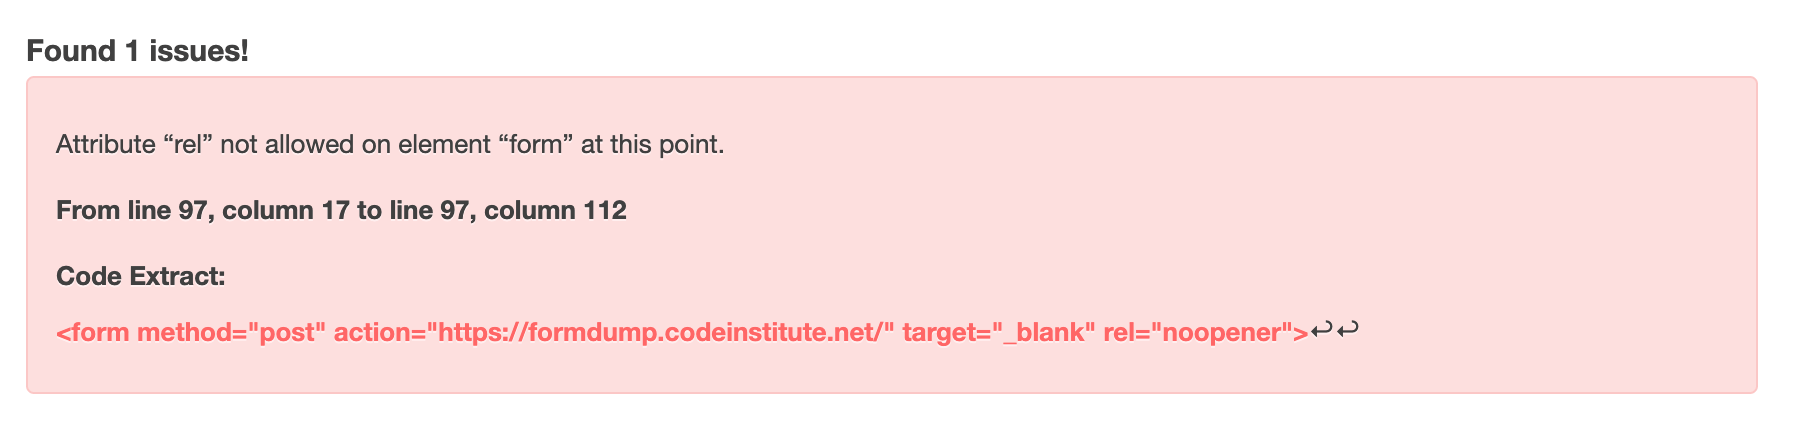 Found 1 issues!
Attribute “rel” not allowed on element “form” at this point.
From line 97, column 17 to line 97, column 112
Code Extract:
<form method="post" action="https://formdump.codeinstitute.net/" target="_blank" rel="noopener">↩↩